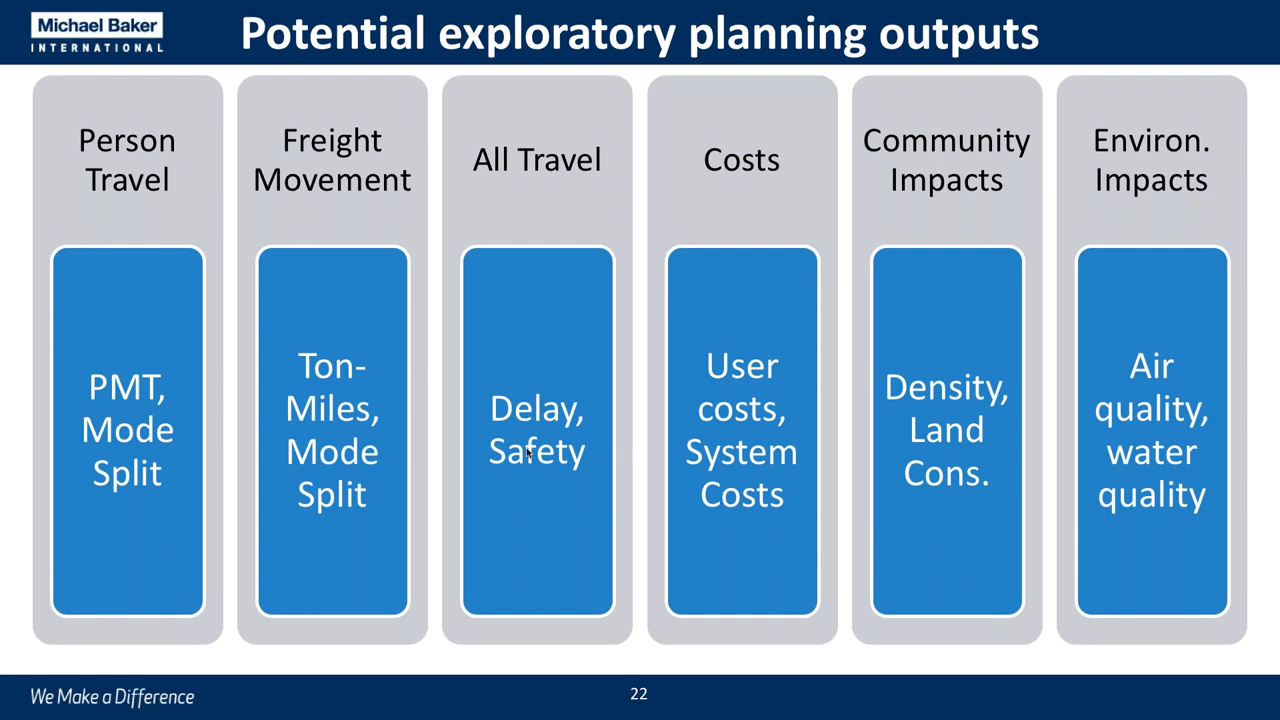 Michael Baker
INTERNATIONAL
Potential exploratory planning outputs
Person
Travel
PMT,
Mode
Split
Freight
Movement
Ton-
Miles,
Mode
Split
All Travel
Delay,
Safety
Costs
User
costs,
System
Costs
Community
Impacts
Density,
Land
Cons.
Environ.
Impacts
Air
quality,
water
quality
We Make a Difference
22